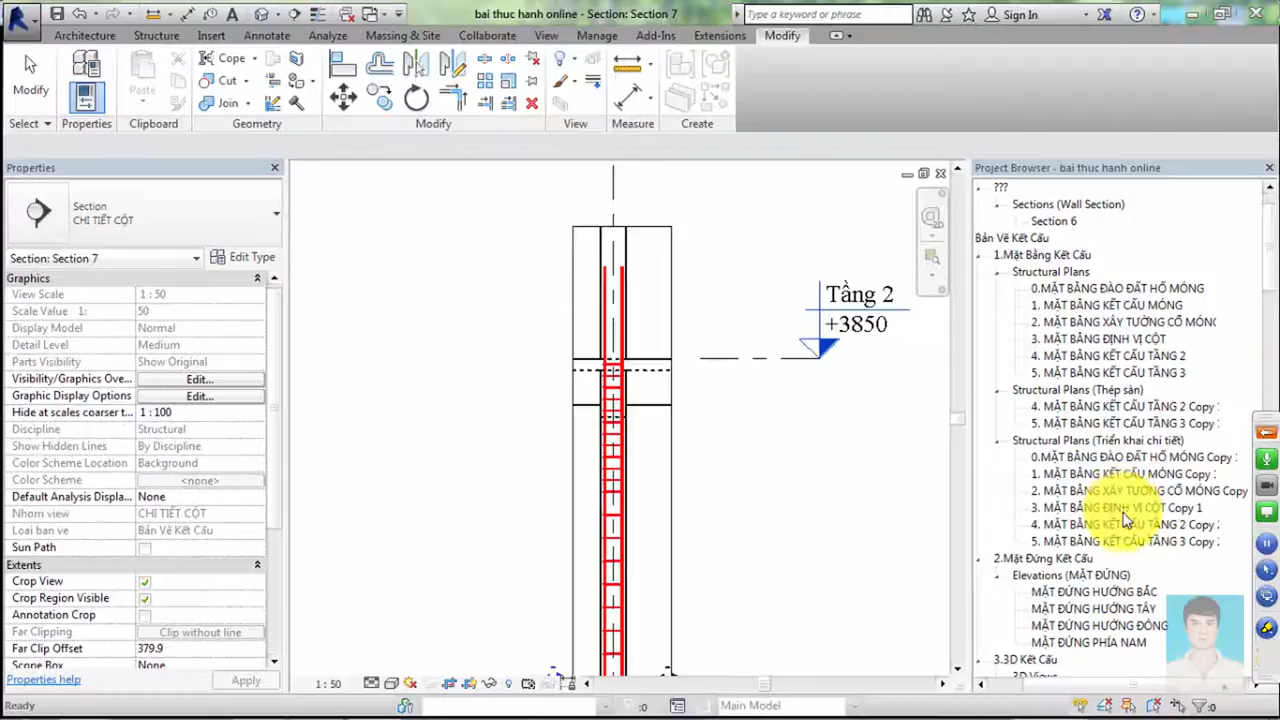 bai thuc hanh online - Section: Section 7
Type a keyword or phrase
Sign In
Architecture Structure Insert Annotate Analyze Massing & Site Collaborate View Manage Add-Ins Extensions Modify
Modify
Paste
Cope
Cut
Join
Select Properties Clipboard Geometry Modify View Measure Create
Properties
Section
CHI TIẾT CỘT
Section: Section 7
Edit Type
Graphics
View Scale 1 : 50
Scale Value 1: 50
Display Model Normal
Detail Level Medium
Parts Visibility Show Original
Visibility/Graphics Ove... Edit...
Graphic Display Options Edit...
Hide at scales coarser t... 1 : 100
Discipline Structural
Show Hidden Lines By Discipline
Color Scheme Location Background
Color Scheme <none>
Default Analysis Displa... None
Nhom view CHI TIẾT CỘT
Loai ban ve Bản Vẽ Kết Cấu
Sun Path
Extents
Crop View
Crop Region Visible
Annotation Crop
Far Clipping Clip without line
Far Clip Offset 379.9
Scope Box None
Properties help
Apply
Tầng 2
+3850
1 : 50
Project Browser - bai thuc hanh online
???
Sections (Wall Section)
Section 6
Bản Vẽ Kết Cấu
1.Mặt Bằng Kết Cấu
Structural Plans
0.MẶT BẰNG ĐÀO ĐẤT HỐ MÓNG
1. MẶT BẰNG KẾT CẤU MÓNG
2. MẶT BẰNG XÂY TƯỜNG CỔ MÓNG
3. MẶT BẰNG ĐỊNH VỊ CỘT
4. MẶT BẰNG KẾT CẤU TẦNG 2
5. MẶT BẰNG KẾT CẤU TẦNG 3
Structural Plans (Thép sàn)
4. MẶT BẰNG KẾT CẤU TẦNG 2 Copy
5. MẶT BẰNG KẾT CẤU TẦNG 3 Copy
Structural Plans (Triển khai chi tiết)
0.MẶT BẰNG ĐÀO ĐẤT HỐ MÓNG Copy
1. MẶT BẰNG KẾT CẤU MÓNG Copy
2. MẶT BẰNG XÂY TƯỜNG CỔ MÓNG Copy
3. MẶT BẰNG ĐỊNH VỊ CỘT Copy 1
4. MẶT BẰNG KẾT CẤU TẦNG 2 Copy
5. MẶT BẰNG KẾT CẤU TẦNG 3 Copy
2.Mặt Đứng Kết Cấu
Elevations (MẶT ĐỨNG)
MẶT ĐỨNG HƯỚNG BẮC
MẶT ĐỨNG HƯỚNG TÂY
MẶT ĐỨNG HƯỚNG ĐÔNG
MẶT ĐỨNG PHÍA NAM
3.3D Kết Cấu
3D Views
Ready
:0
Main Model
:0